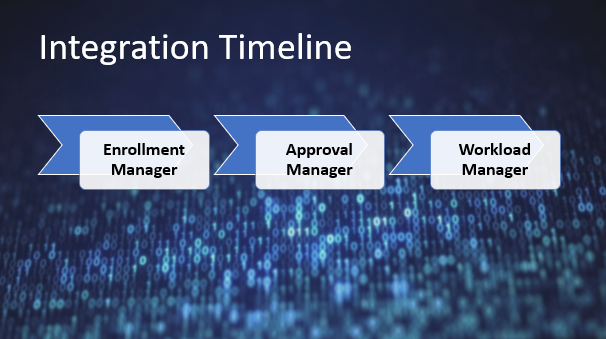 Integration Timeline
Enrollment
Manager
Approval
Manager
Workload
Manager